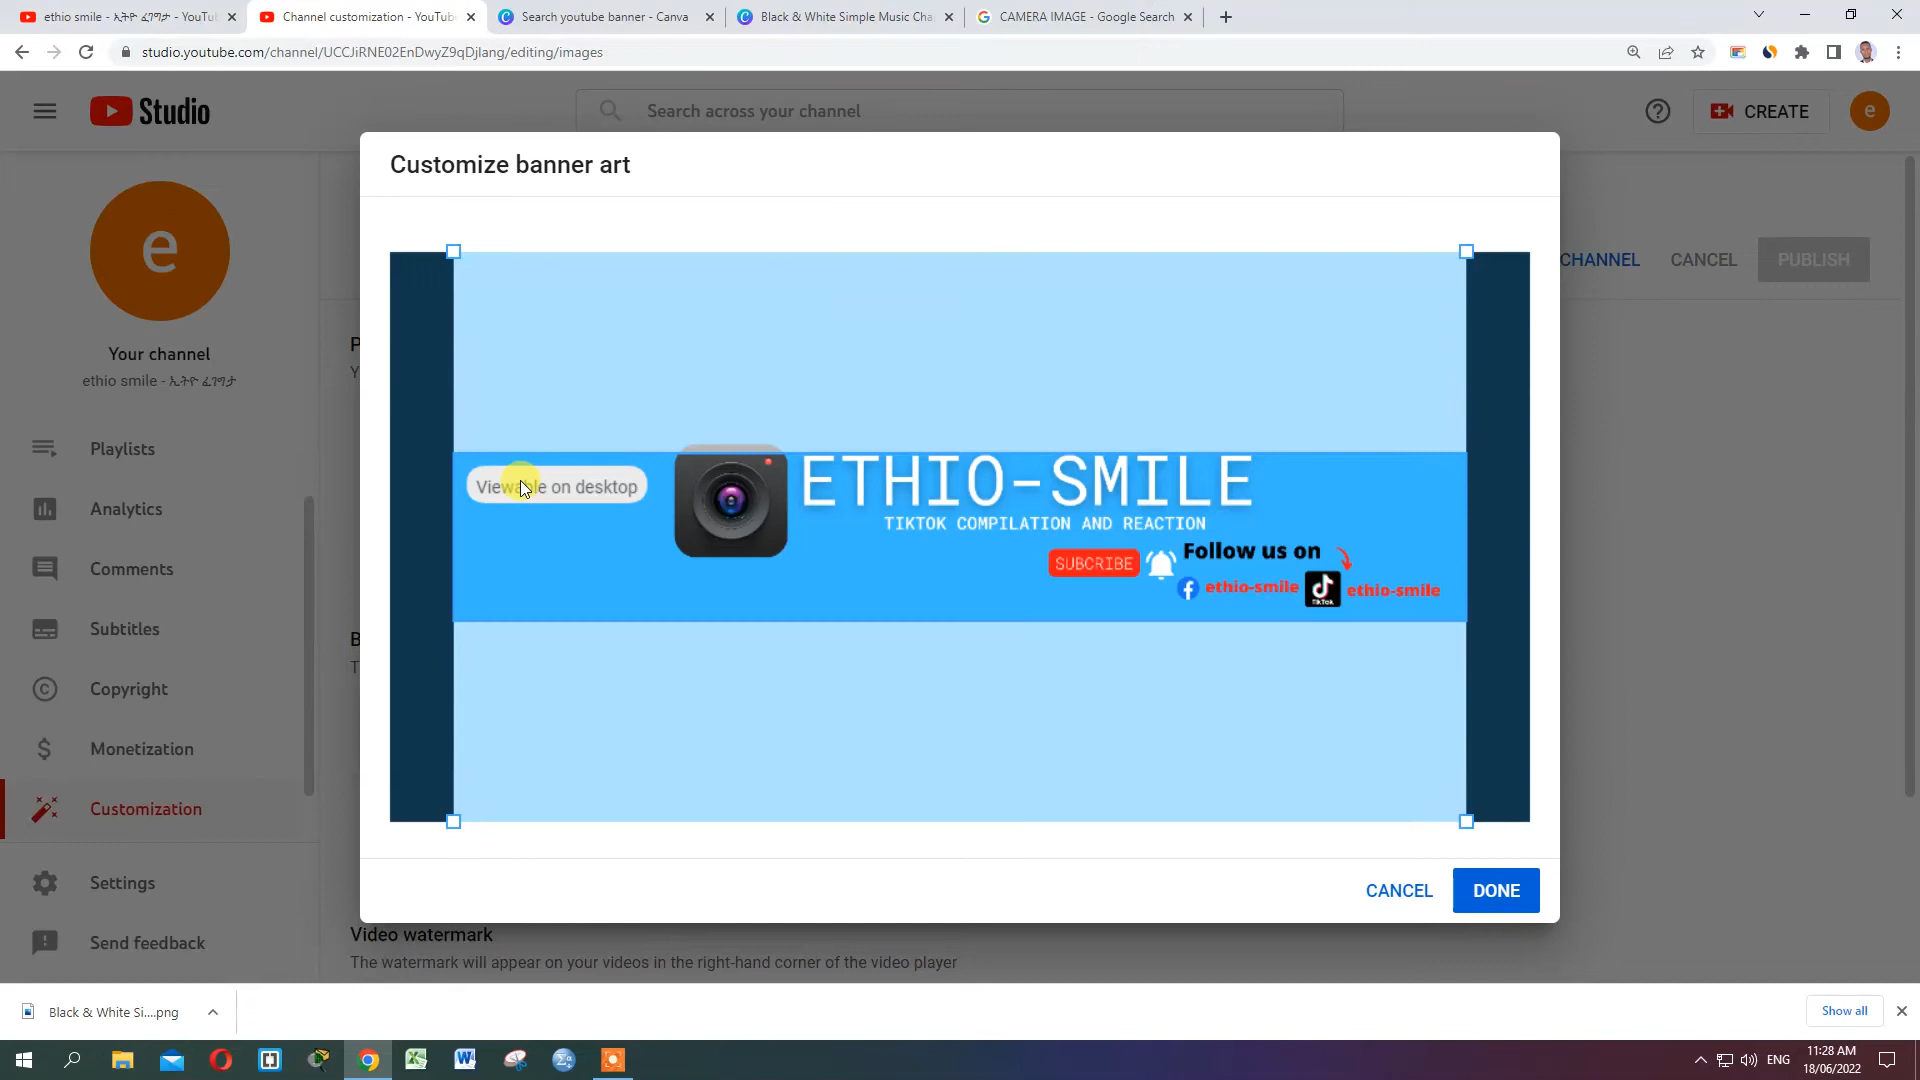 ethio smile - ኢትዮ ፈገግታ - YouTu
Channel customization - YouTube
Search youtube banner - Canva
Black & White Simple Music Cha
CAMERA IMAGE - Google Search
studio.youtube.com/channel/UCCJiRNE02EnDwyZ9qDjlang/editing/images
Studio
Search across your channel
CREATE
e
Customize banner art
e
CHANNEL
CANCEL
PUBLISH
Your channel
ethio smile - ኢትዮ ፈገግታ
Viewable on desktop
ETHIO-SMILE
TIKTOK COMPILATION AND REACTION
SUBCRIBE
Follow us on
ethio-smile
TikTok
ethio-smile
Playlists
Analytics
Comments
Subtitles
Copyright
Monetization
Customization
Settings
Send feedback
CANCEL
DONE
Video watermark
The watermark will appear on your videos in the right-hand corner of the video player
Black & White Si....png
Show all
ENG
11:28 AM
18/06/2022